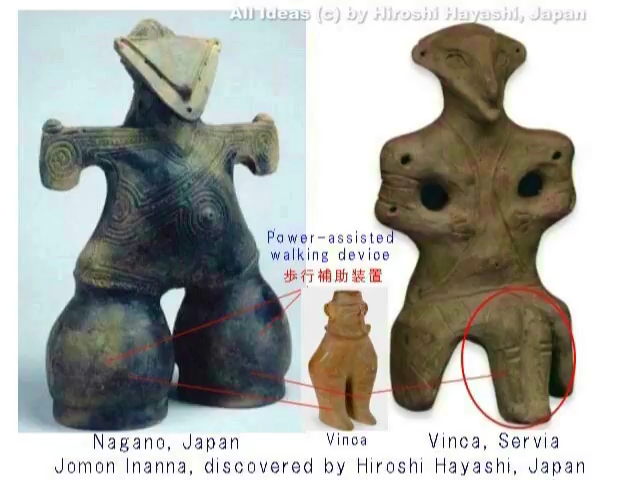 All Ideas (c) by Hiroshi Hayashi, Japan
Power-assisted
walking device
歩行補助装置
Nagano, Japan
Vinca
Vinca, Servia
Jomon Inanna, discovered by Hiroshi Hayashi, Japan